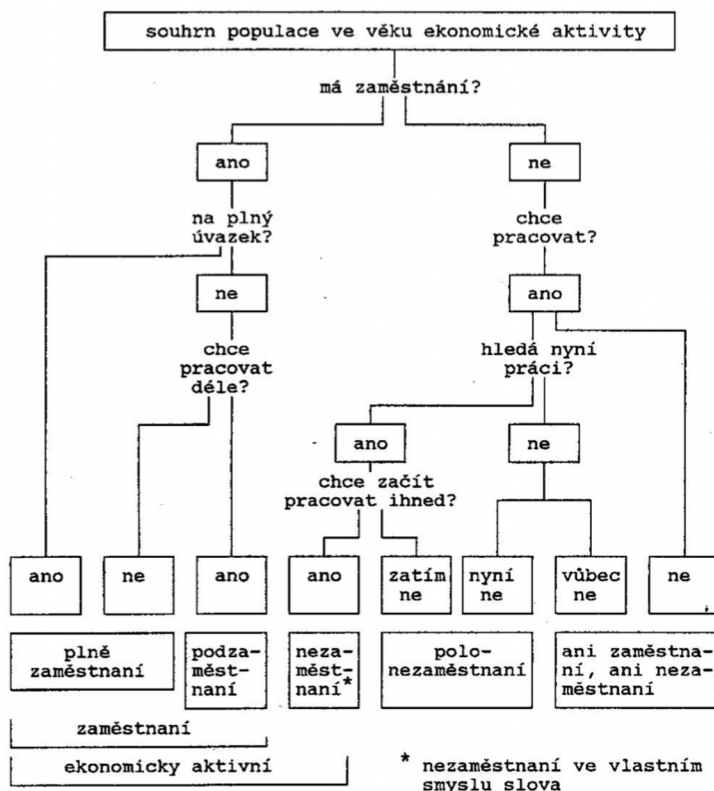 souhrn populace ve věku ekonomické aktivity
má zaměstnání?
ano
ne
na plný
úvazek?
chce
pracovat?
ne
ano
chce
pracovat
déle?
hledá nyní
práci?
ano
ne
chce začít
pracovat ihned?
ano
ne
ano
ano
zatím
ne
nyní
ne
vůbec
ne
ne
plně
zaměstnaní
podza-
měst-
naní
neza-
měst-
naní*
polo-
nezaměstnaní
ani zaměstna-
ní, ani neza-
městnaní
zaměstnaní
ekonomicky aktivní
* nezaměstnaní ve vlastním
smyslu slova